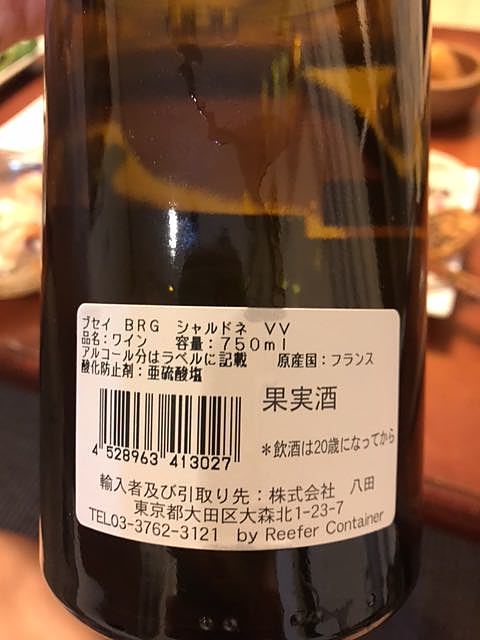 ブセイ BRG シャルドネ VV
品名:ワイン 容量:750ml
アルコール分はラベルに記載 原産国:フランス
酸化防止剤:亜硫酸塩
果実酒
4 528963 413027
*飲酒は20歳になってから
輸入者及び引取り先:株式会社 八田
東京都大田区大森北1-23-7
TEL03-3762-3121 by Reefer Container